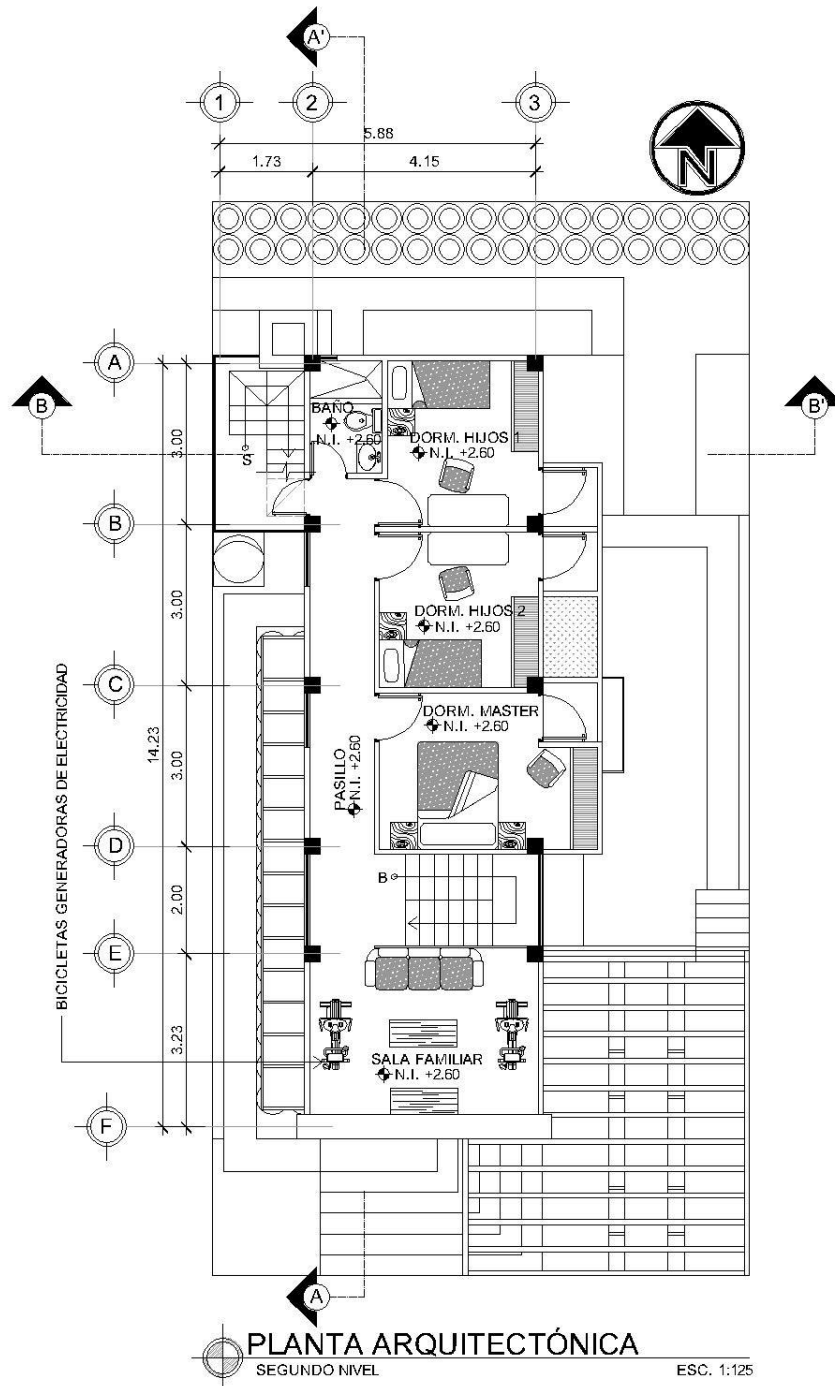 A'
1
2
3
5.88
1.73
4.15
N
A
B
B'
BAÑO
N.I. +2.60
DORM. HIJOS 1
N.I. +2.60
3.00
S
B
3.00
DORM. HIJOS 2
N.I. +2.60
C
BICICLETAS GENERADORAS DE ELECTRICIDAD
14.23
3.00
DORM. MASTER
N.I. +2.60
PASILLO
N.I. +2.60
D
2.00
B
E
3.23
SALA FAMILIAR
N.I. +2.60
F
A
PLANTA ARQUITECTÓNICA
SEGUNDO NIVEL
ESC. 1:125